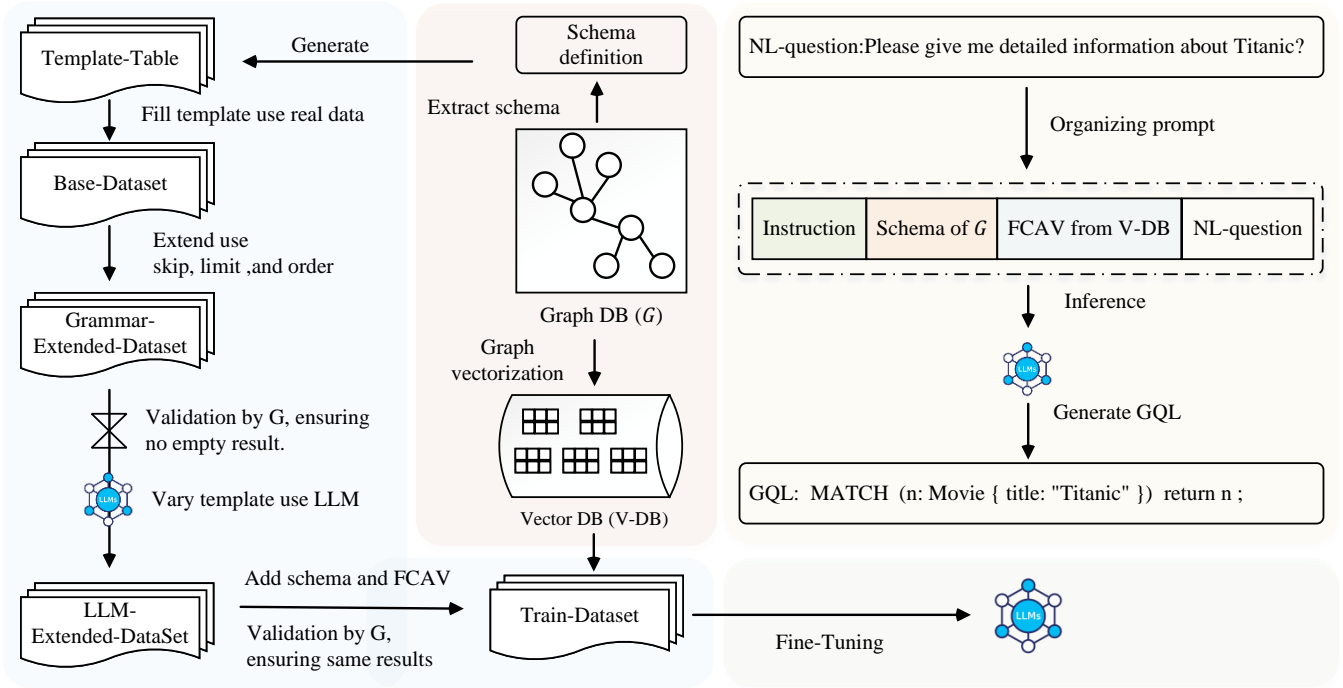 Template-Table
Generate
Fill template use real data
Base-Dataset
Extend use
skip, limit ,and order
Grammar-
Extended-Dataset
Validation by G, ensuring
no empty result.
LLMs
Vary template use LLM
LLM-
Extended-DataSet
Add schema and FCAV
Validation by G,
ensuring same results
Schema
definition
Extract schema
Graph DB (G)
Graph
vectorization
Vector DB (V-DB)
Train-Dataset
Fine-Tuning
LLMs
NL-question:Please give me detailed information about Titanic?
Organizing prompt
Instruction
Schema of G
FCAV from V-DB
NL-question
Inference
LLMs
Generate GQL
GQL: MATCH (n: Movie { title: "Titanic" }) return n ;